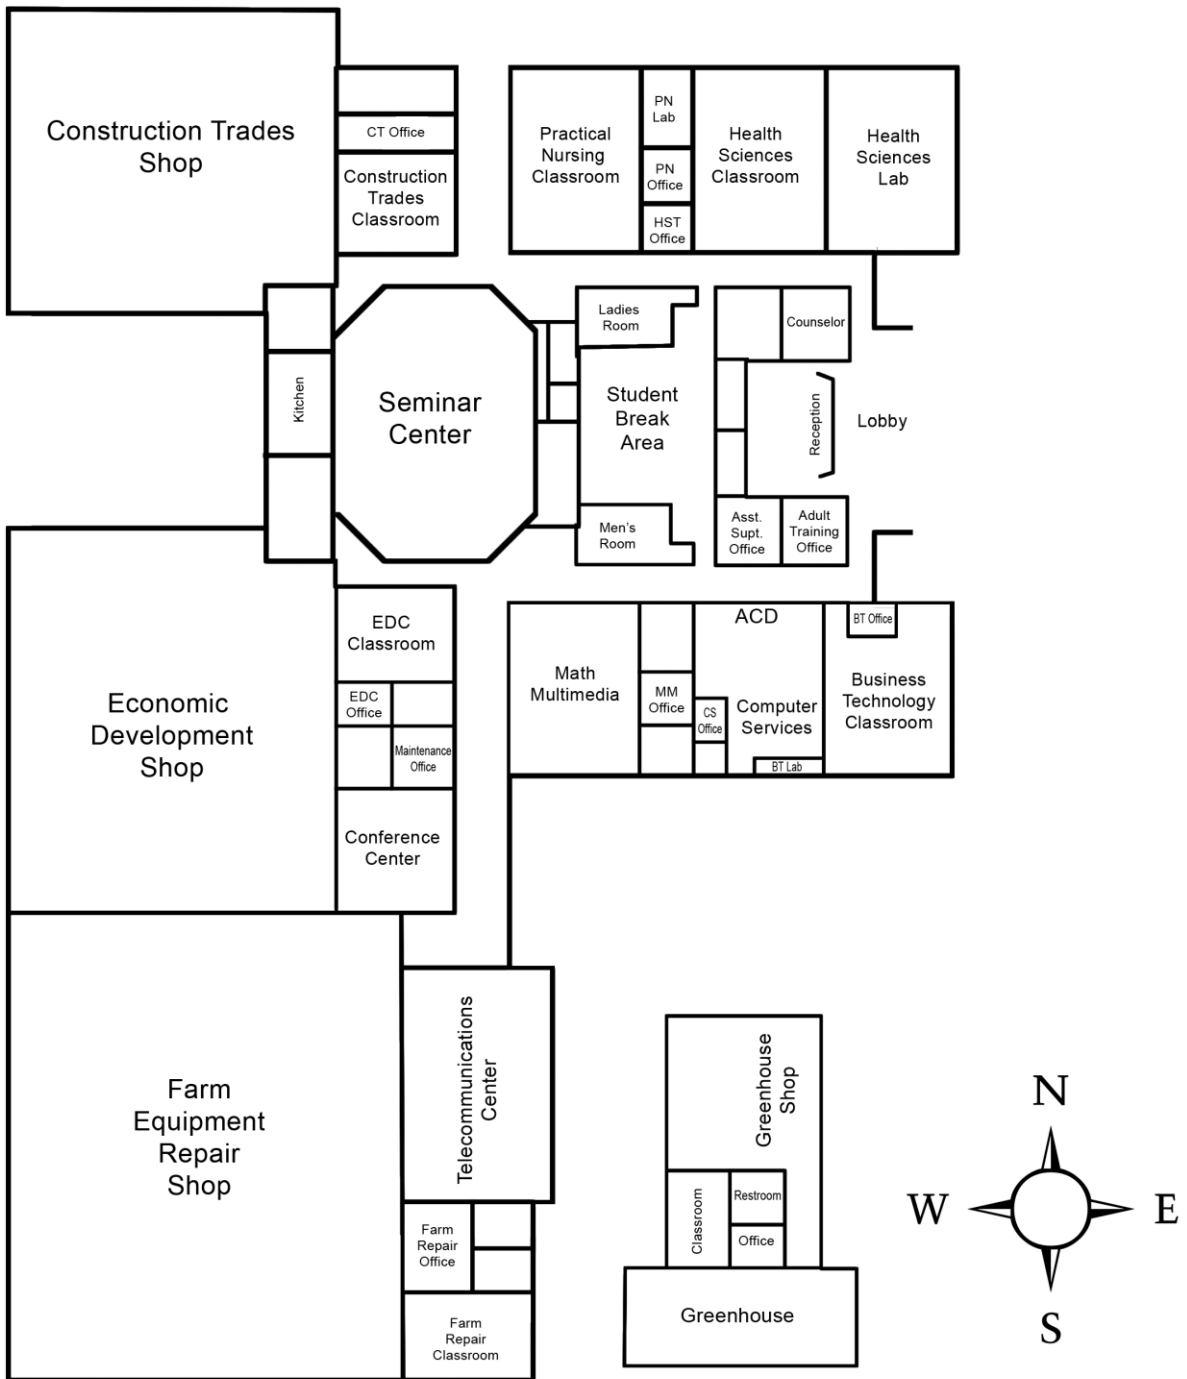 Construction Trades
Shop
CT Office
Construction
Trades
Classroom
Practical
Nursing
Classroom
PN
Lab
PN
Office
HST
Office
Health
Sciences
Classroom
Health
Sciences
Lab
Kitchen
Seminar
Center
Ladies
Room
Student
Break
Area
Men's
Room
Counselor
Reception
Lobby
Asst.
Supt.
Office
Adult
Training
Office
Economic
Development
Shop
EDC
Classroom
EDC
Office
Maintenance
Office
Conference
Center
Math
Multimedia
MM
Office
ACD
CS
Office
Computer
Services
BT Lab
BT Office
Business
Technology
Classroom
Farm
Equipment
Repair
Shop
Telecommunications
Center
Farm
Repair
Office
Farm
Repair
Classroom
Greenhouse
Shop
Classroom
Restroom
Office
Greenhouse
N
W
E
S